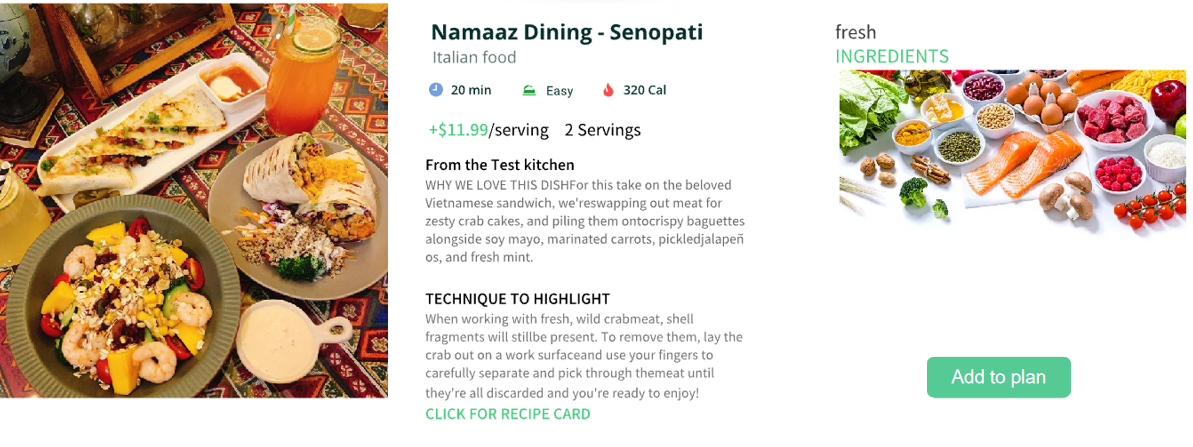 Namaaz Dining - Senopati
Italian food
20 min Easy 320 Cal
+$11.99/serving 2 Servings
From the Test kitchen
WHY WE LOVE THIS DISHFor this take on the beloved
Vietnamese sandwich, we'reswapping out meat for
zesty crab cakes, and piling them ontocrispy baguettes
alongside soy mayo, marinated carrots, pickledjalapeñ
os, and fresh mint.
TECHNIQUE TO HIGHLIGHT
When working with fresh, wild crabmeat, shell
fragments will stillbe present. To remove them, lay the
crab out on a work surfaceand use your fingers to
carefully separate and pick through themeat until
they're all discarded and you're ready to enjoy!
CLICK FOR RECIPE CARD
fresh
INGREDIENTS
Add to plan